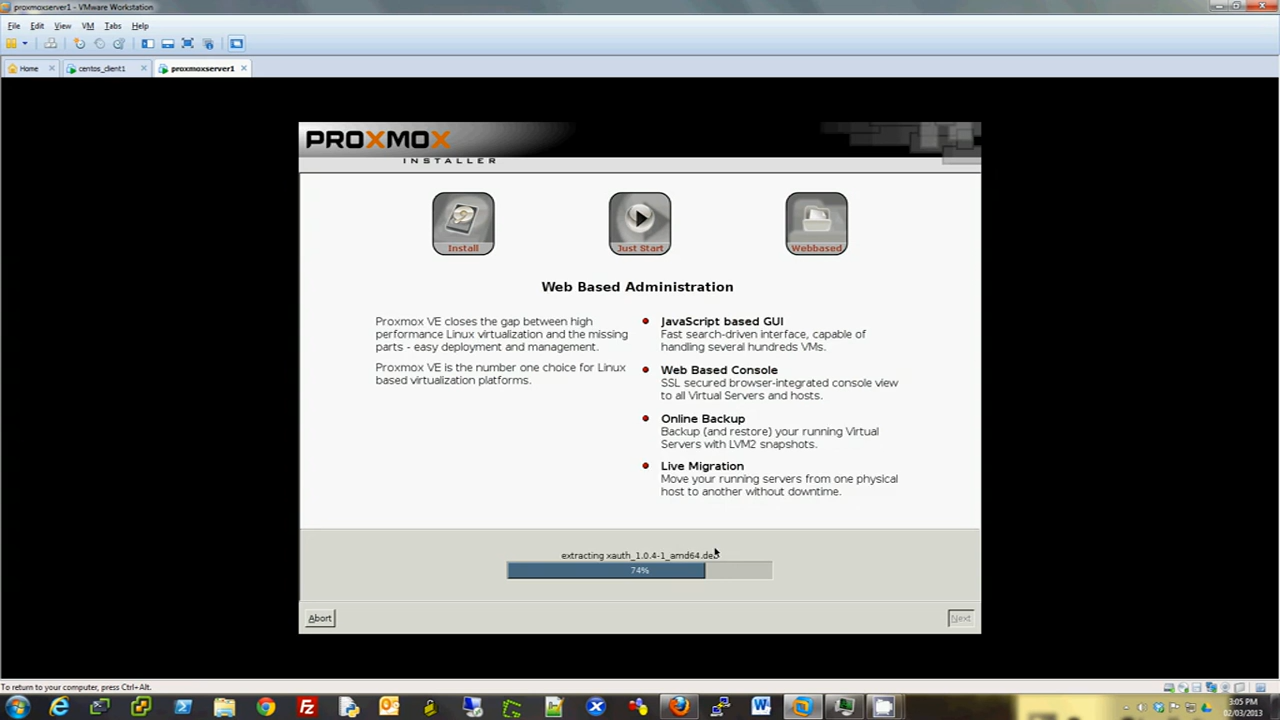 proxmoxserver1 - VMware Workstation
File Edit View VM Tabs Help
Home centos_client1 proxmoxserver1
PROXMOX
INSTALLER
Install Just Start Webbased
Web Based Administration
Proxmox VE closes the gap between high
performance Linux virtualization and the missing
parts - easy deployment and management.
Proxmox VE is the number one choice for Linux
based virtualization platforms.
JavaScript based GUI
Fast search-driven interface, capable of
handling several hundreds VMs.
Web Based Console
SSL secured browser-integrated console view
to all Virtual Servers and hosts.
Online Backup
Backup (and restore) your running Virtual
Servers with LVM2 snapshots.
Live Migration
Move your running servers from one physical
host to another without downtime.
extracting xauth_1.0.4-1_amd64.deb
74%
Abort Next
To return to your computer, press Ctrl+Alt.
3:05 PM
02/03/2013